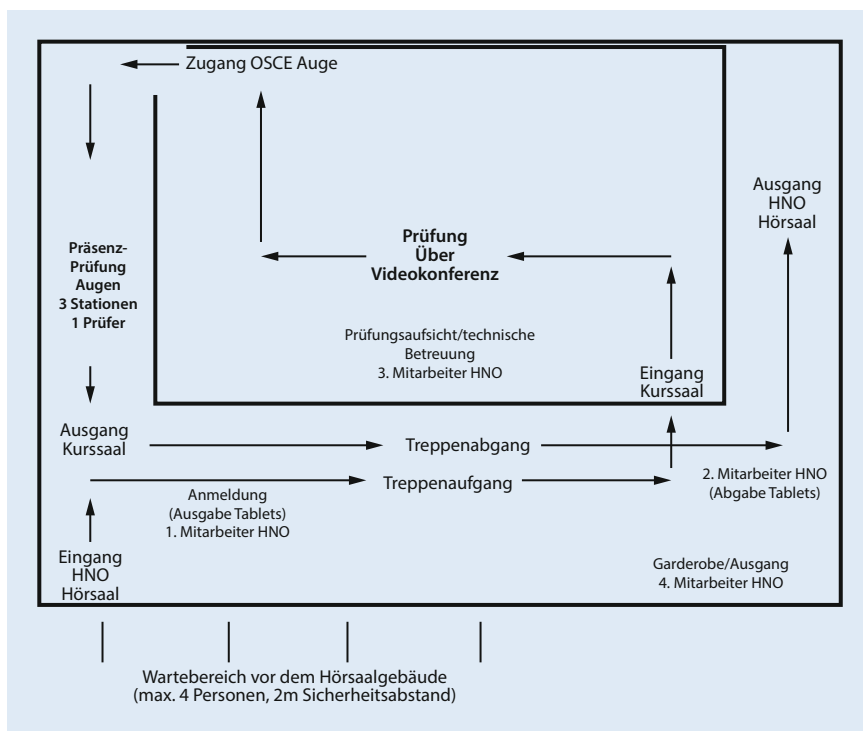 Zugang OSCE Auge
Ausgang
HNO
Hörsaal
Präsenz-
Prüfung
Augen
3 Stationen
1 Prüfer
Prüfung
Über
Videokonferenz
Prüfungsaufsicht/technische
Betreuung
3. Mitarbeiter HNO
Eingang
Kurssaal
Ausgang
Kurssaal
Treppenabgang
Treppenaufgang
2. Mitarbeiter HNO
(Abgabe Tablets)
Anmeldung
(Ausgabe Tablets)
1. Mitarbeiter HNO
Eingang
HNO
Hörsaal
Garderobe/Ausgang
4. Mitarbeiter HNO
Wartebereich vor dem Hörsaalgebäude
(max. 4 Personen, 2m Sicherheitsabstand)